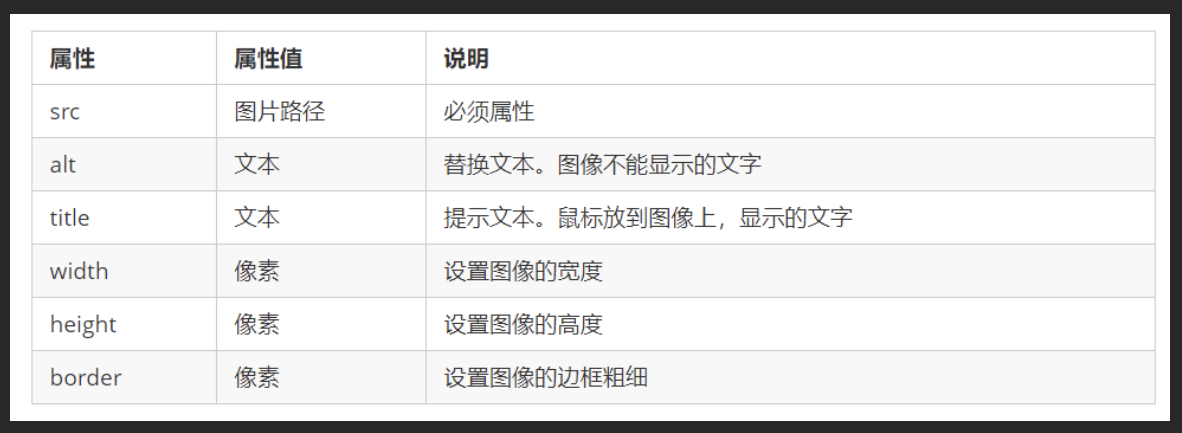 属性 属性值 说明
src 图片路径 必须属性
alt 文本 替换文本。图像不能显示的文字
title 文本 提示文本。鼠标放到图像上，显示的文字
width 像素 设置图像的宽度
height 像素 设置图像的高度
border 像素 设置图像的边框粗细